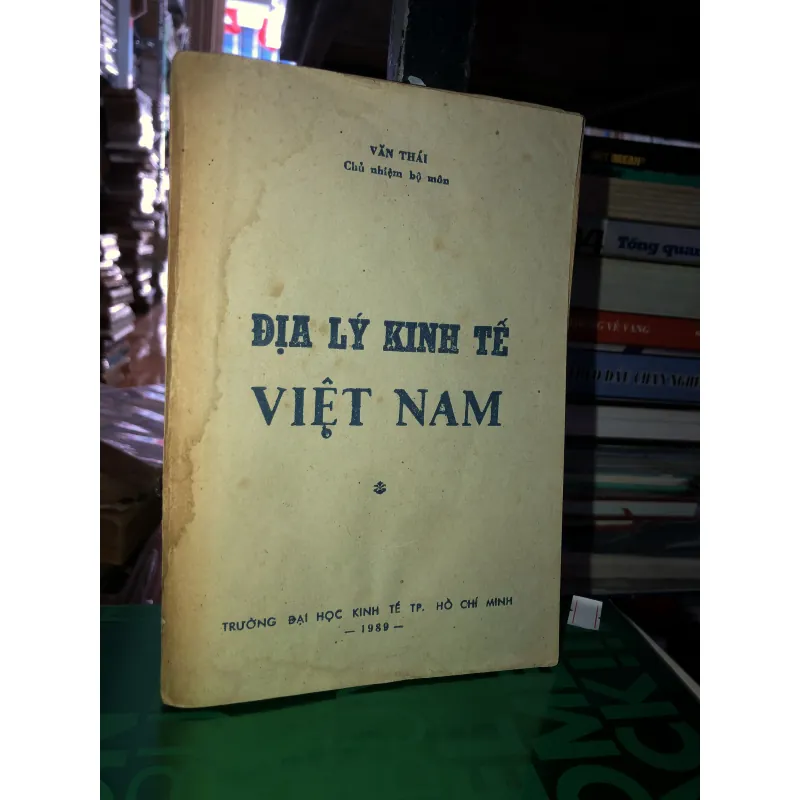 VĂN THÁI
Chủ nhiệm bộ môn
ĐỊA LÝ KINH TẾ
VIỆT NAM
TRƯỜNG ĐẠI HỌC KINH TẾ TP. HỒ CHÍ MINH
— 1989 —
Tổng quan